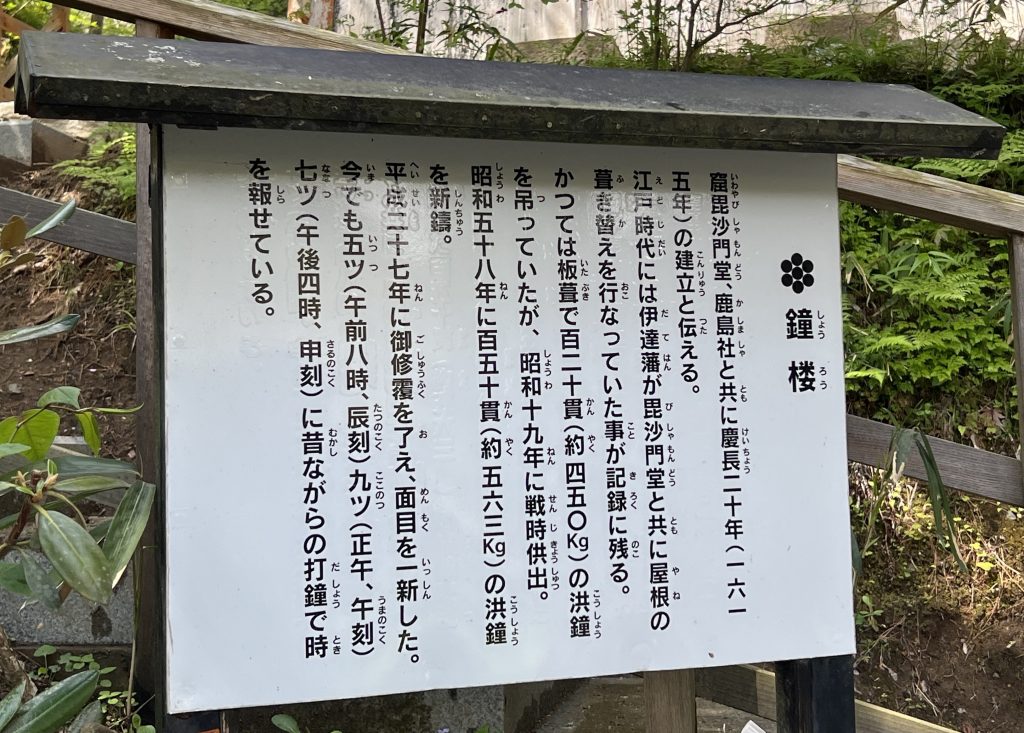 鐘楼
窟毘沙門堂、鹿島社と共に慶長二十年(一六一
五年)の建立と伝える。
江戸時代には伊達藩が毘沙門堂と共に屋根の
葺き替えを行なっていた事が記録に残る。
かつては板葺で百二十貫(約四五〇Kg)の洪鐘
を吊っていたが、昭和十九年に戦時供出。
昭和五十八年に百五十貫(約五六三Kg)の洪鐘
を新鋳。
平成二十七年に御修覆を了え、面目を一新した。
今でも五ツ(午前八時、辰刻)九ツ(正午、午刻)
七ツ(午後四時、申刻)に昔ながらの打鐘で時
を報せている。